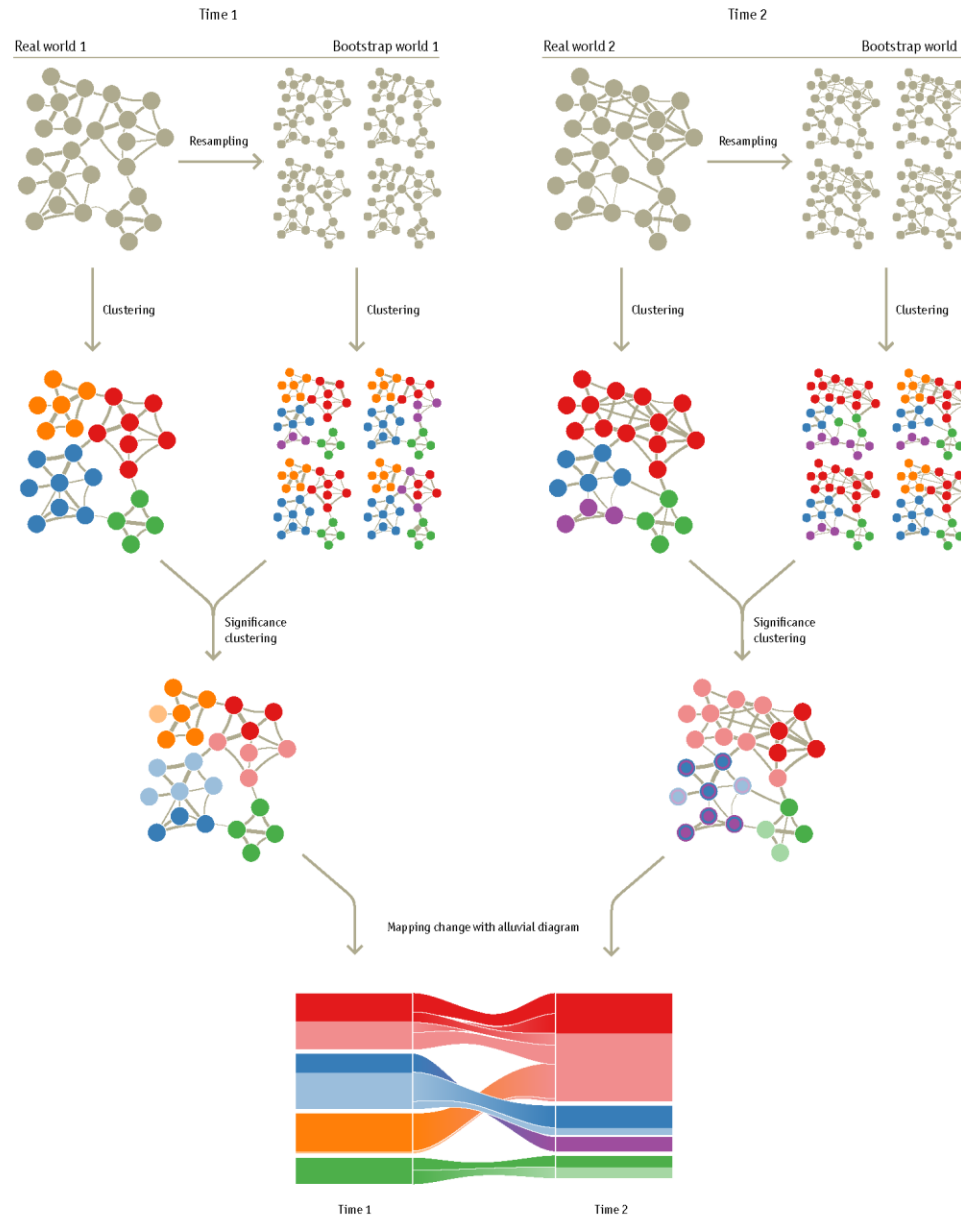 Time 1
Time 2
Real world 1
Bootstrap world 1
Real world 2
Bootstrap world
Resampling
Resampling
Clustering
Clustering
Clustering
Clustering
Significance
clustering
Significance
clustering
Mapping change with alluvial diagram
Time 1
Time 2